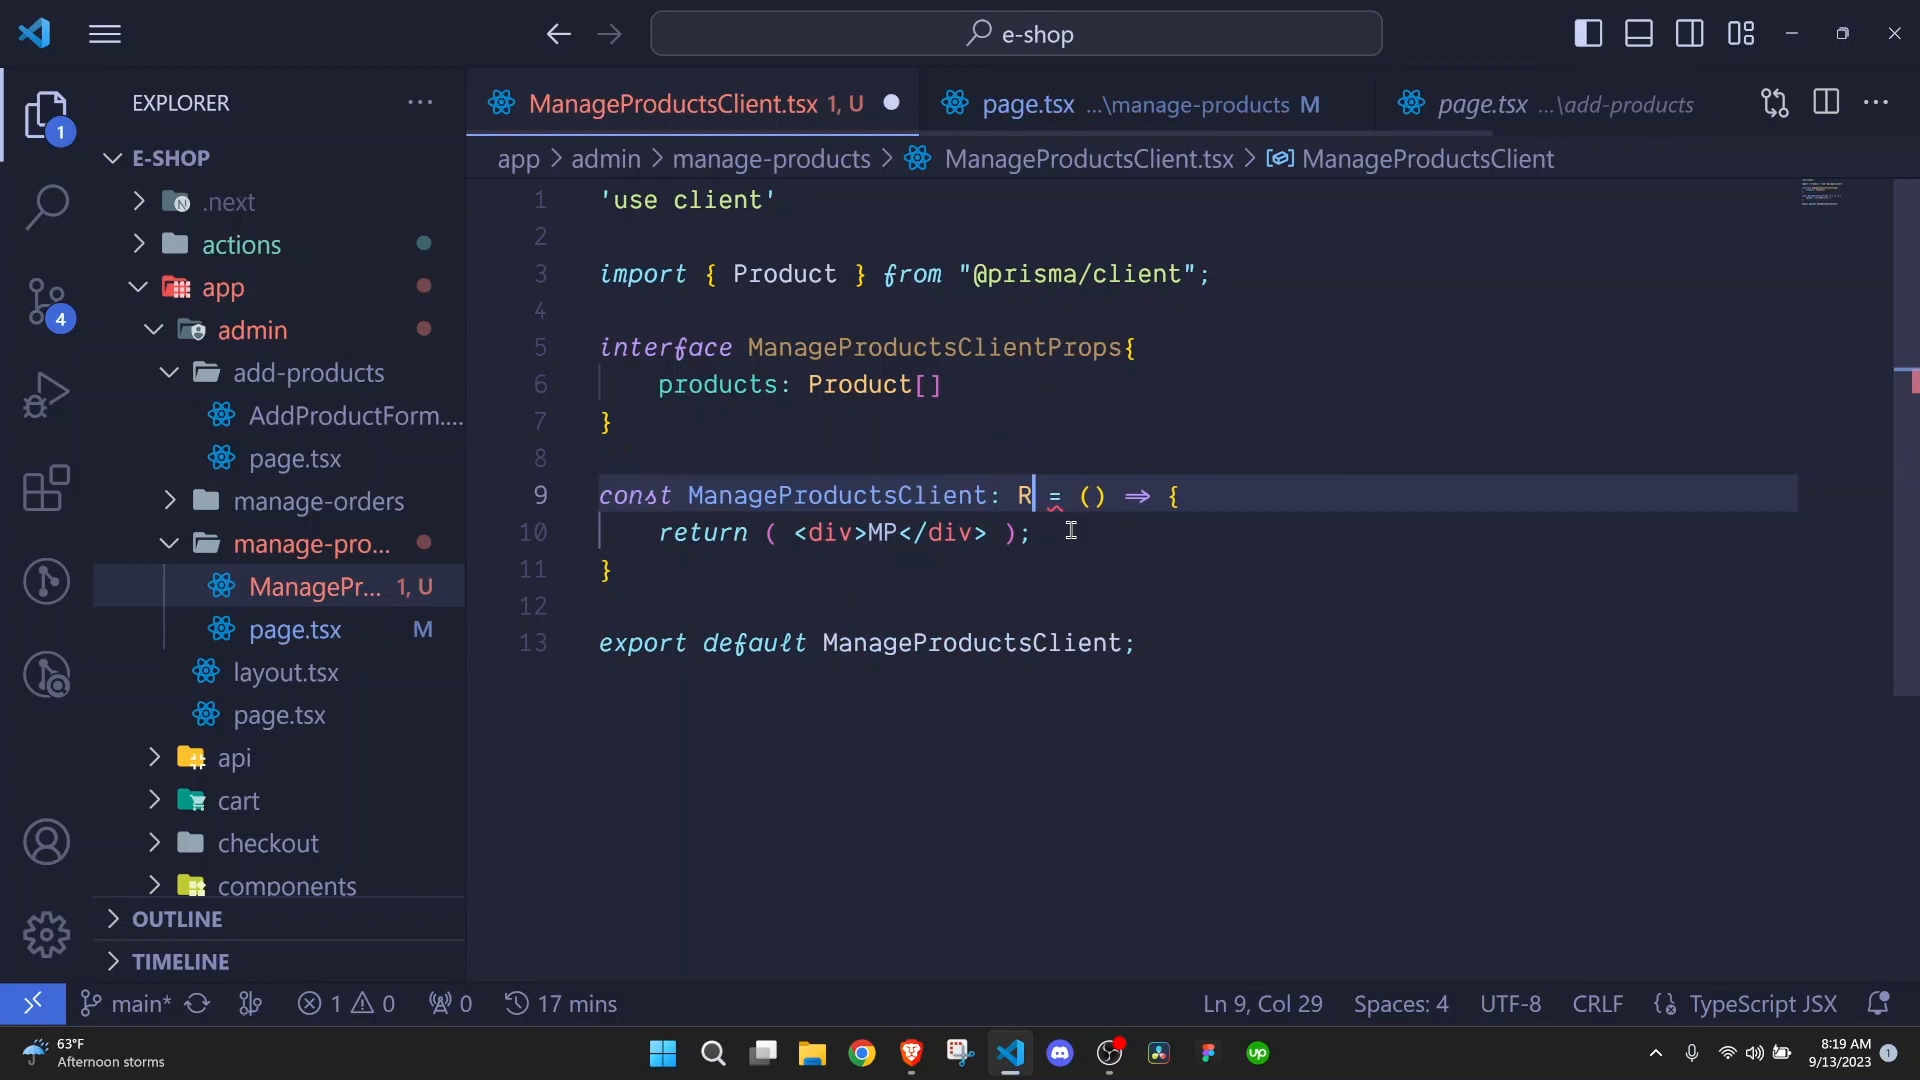 e-shop
EXPLORER
ManageProductsClient.tsx 1, U
page.tsx ...\manage-products M
page.tsx ...\add-products
app > admin > manage-products > ManageProductsClient.tsx > ManageProductsClient
E-SHOP
.next
actions
app
admin
add-products
AddProductForm....
page.tsx
manage-orders
manage-pro...
ManagePr... 1, U
page.tsx M
layout.tsx
page.tsx
api
cart
checkout
components
OUTLINE
TIMELINE
1
4
1 'use client'
2
3 import { Product } from "@prisma/client";
4
5 interface ManageProductsClientProps{
6 products: Product[]
7 }
8
9 const ManageProductsClient: R = () => {
10 return ( <div>MP</div> );
11 }
12
13 export default ManageProductsClient;
main* 1 0 0 17 mins Ln 9, Col 29 Spaces: 4 UTF-8 CRLF TypeScript JSX
63°F
Afternoon storms
up
8:19 AM
9/13/2023
1